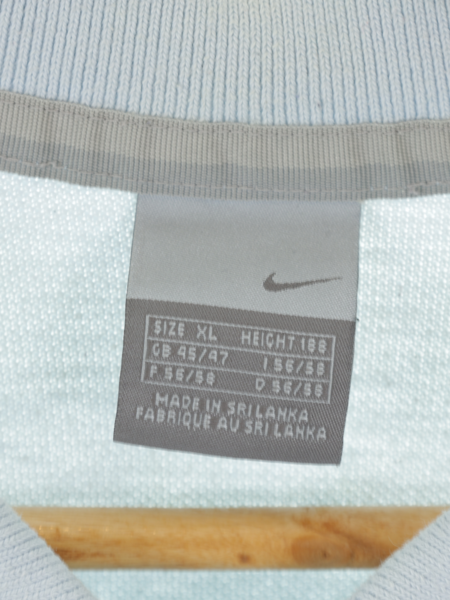 SIZE XL HEIGHT 188
GB 45/47 I 56/58
F 56/58 D 56/58
MADE IN SRI LANKA
FABRIQUE AU SRI LANKA